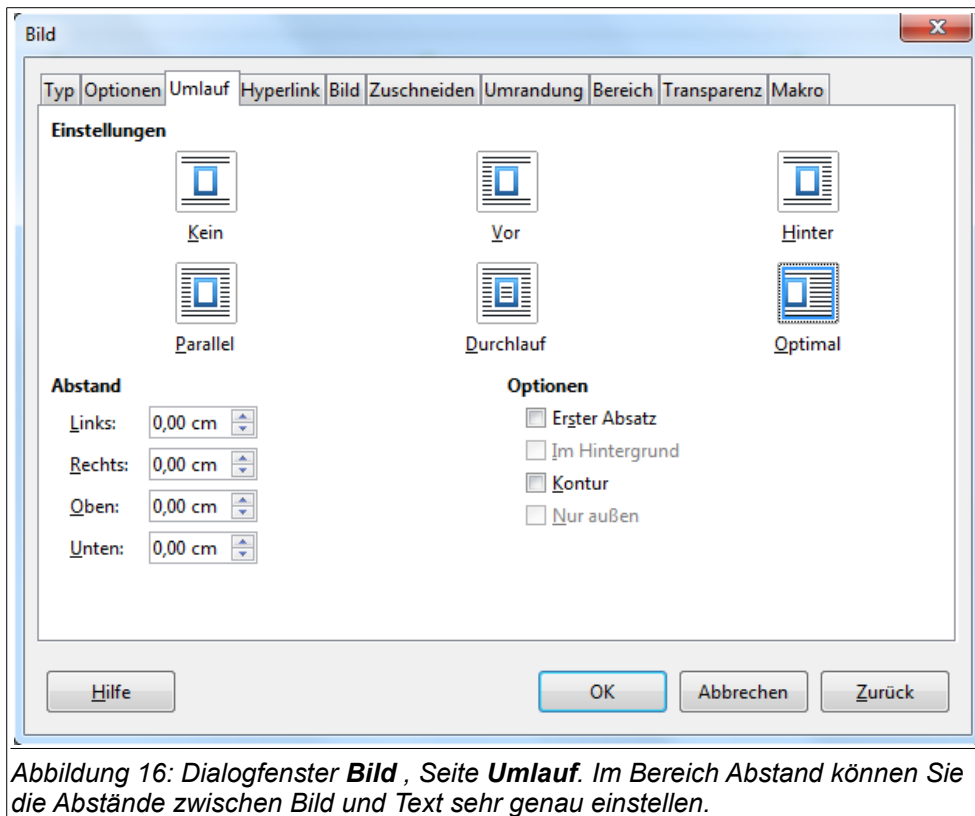 Bild
Typ Optionen Umlauf Hyperlink Bild Zuschneiden Umrandung Bereich Transparenz Makro
Einstellungen
Kein Vor Hinter
Parallel Durchlauf Optimal
Abstand Optionen
Links: 0,00 cm Erster Absatz
Im Hintergrund
Rechts: 0,00 cm
Kontur
Oben: 0,00 cm
Nur außen
Unten: 0,00 cm
Hilfe OK Abbrechen Zurück
Abbildung 16: Dialogfenster Bild , Seite Umlauf. Im Bereich Abstand können Sie
die Abstände zwischen Bild und Text sehr genau einstellen.